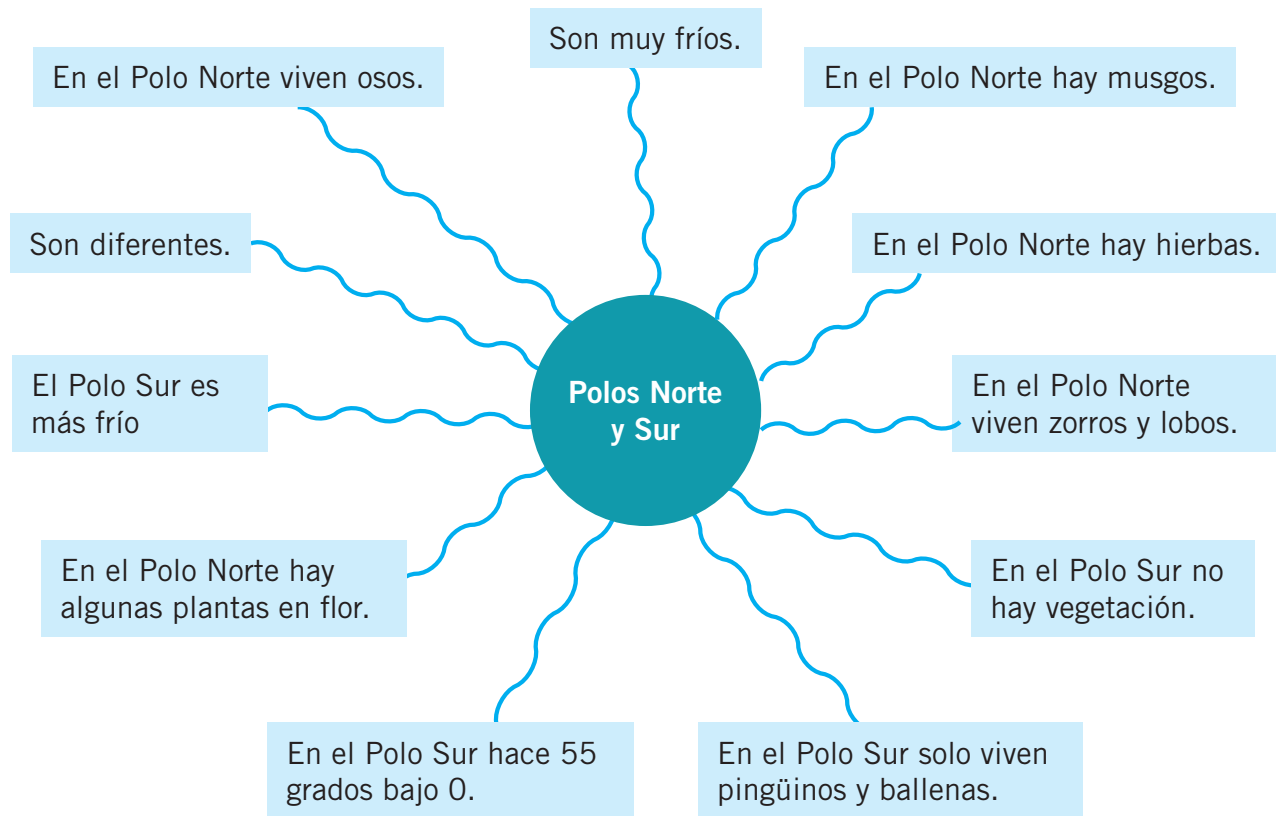 Son muy fríos.
En el Polo Norte viven osos.
En el Polo Norte hay musgos.
Son diferentes.
En el Polo Norte hay hierbas.
El Polo Sur es
más frío
Polos Norte
y Sur
En el Polo Norte
viven zorros y lobos.
En el Polo Norte hay
algunas plantas en flor.
En el Polo Sur no
hay vegetación.
En el Polo Sur hace 55
grados bajo 0.
En el Polo Sur solo viven
pingüinos y ballenas.